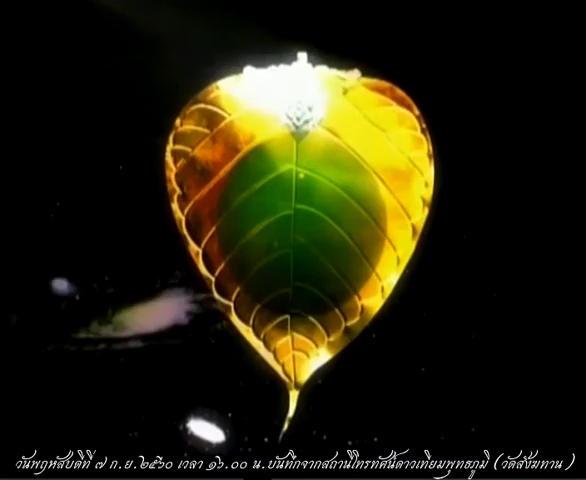 วันพฤหัสบดีที่ ๗ ก.ย.๒๕๖๐ เวลา ๑๖.๐๐ น.บันทึกจากสถานีโทรทัศน์ดาวเทียมพุทธภูมิ (วัดสังฆทาน)